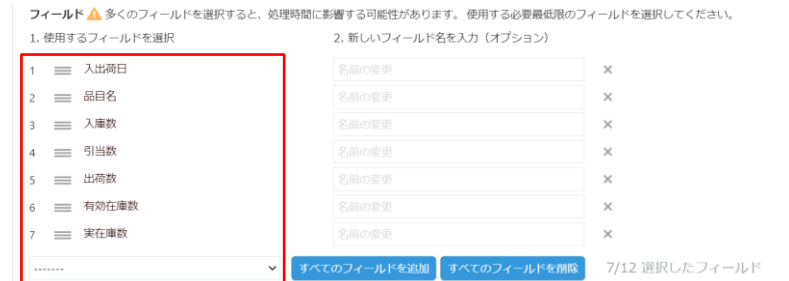 フィールド ⚠ 多くのフィールドを選択すると、処理時間に影響する可能性があります。 使用する必要最低限のフィールドを選択してください。
1. 使用するフィールドを選択 2. 新しいフィールド名を入力（オプション）
1 入出荷日 名前の変更 ×
2 品目名 名前の変更 ×
3 入庫数 名前の変更 ×
4 引当数 名前の変更 ×
5 出荷数 名前の変更 ×
6 有効在庫数 名前の変更 ×
7 実在庫数 名前の変更 ×
------- すべてのフィールドを追加 すべてのフィールドを削除 7/12 選択したフィールド